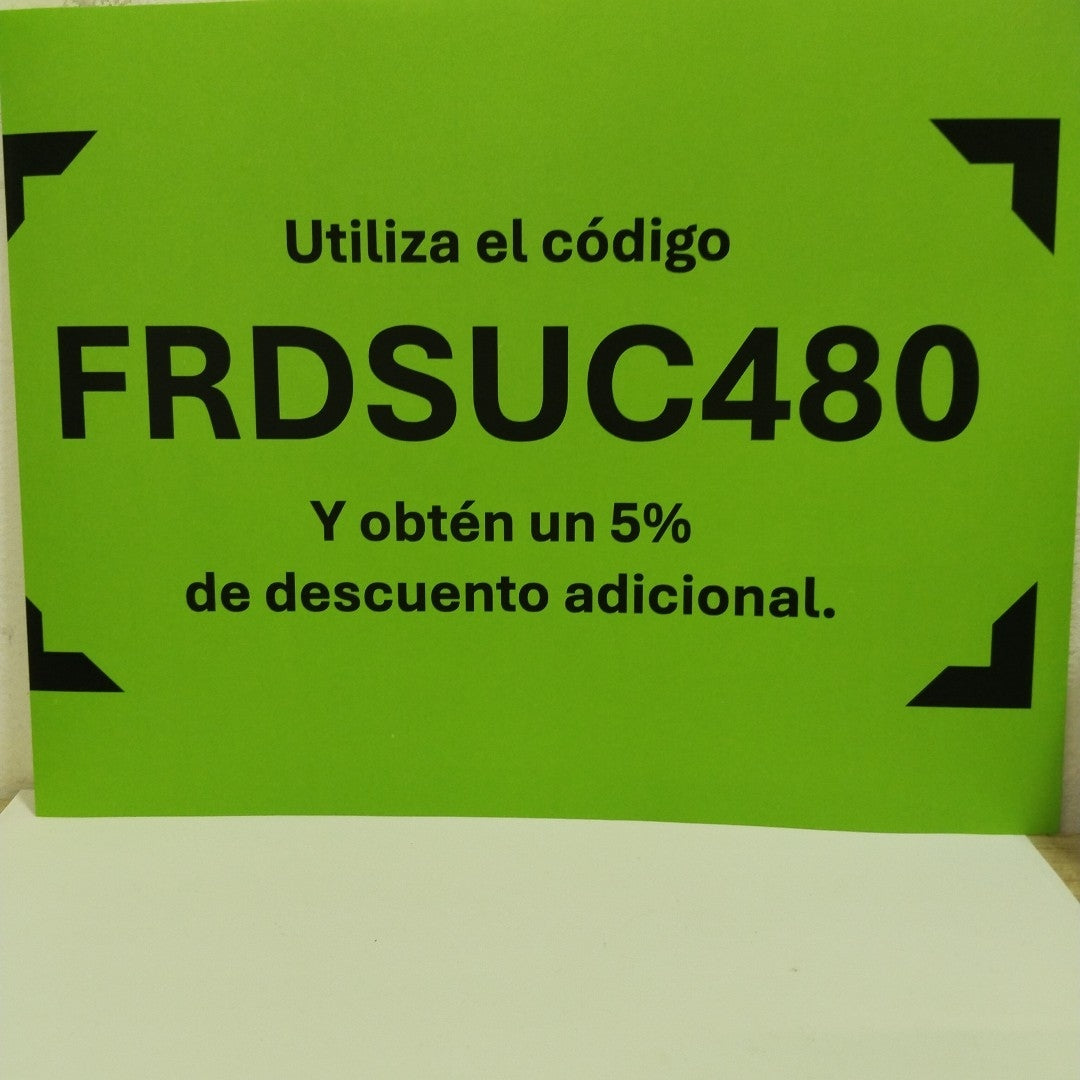 Utiliza el código
FRDSUC480
Y obtén un 5%
de descuento adicional.